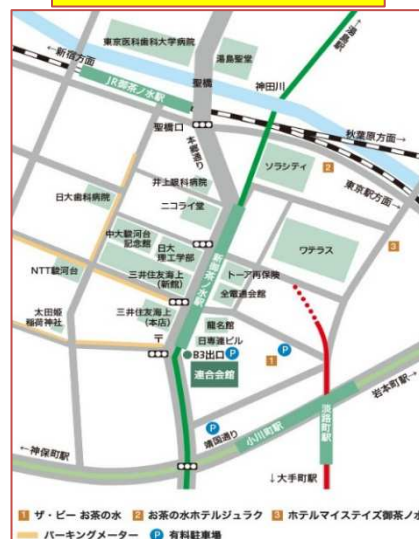 東京医科歯科大学病院
湯島聖堂
←湯島駅
←新宿方面
聖橋
神田川
JR御茶ノ水駅
聖橋口
本郷通り
秋葉原方面→
ソラシティ
2
東京駅方面→
井上眼科病院
日大歯科病院
ニコライ堂
3
中大駿河台
記念館
日大
理工学部
新御茶ノ水駅
ワテラス
NTT駿河台
三井住友海上
(新館)
トーア再保険
全電通会館
太田姫
稲荷神社
三井住友海上
(本店)
龍名館
日専連ビル
〒
B3出口
P
1
P
連合会館
淡路町駅
岩本町駅→
P
靖国通り
小川町駅
←神保町駅
↓大手町駅
1 ザ・ビー お茶の水 2 お茶の水ホテルジュラク 3 ホテルマイステイズ御茶ノ水
パーキングメーター P 有料駐車場